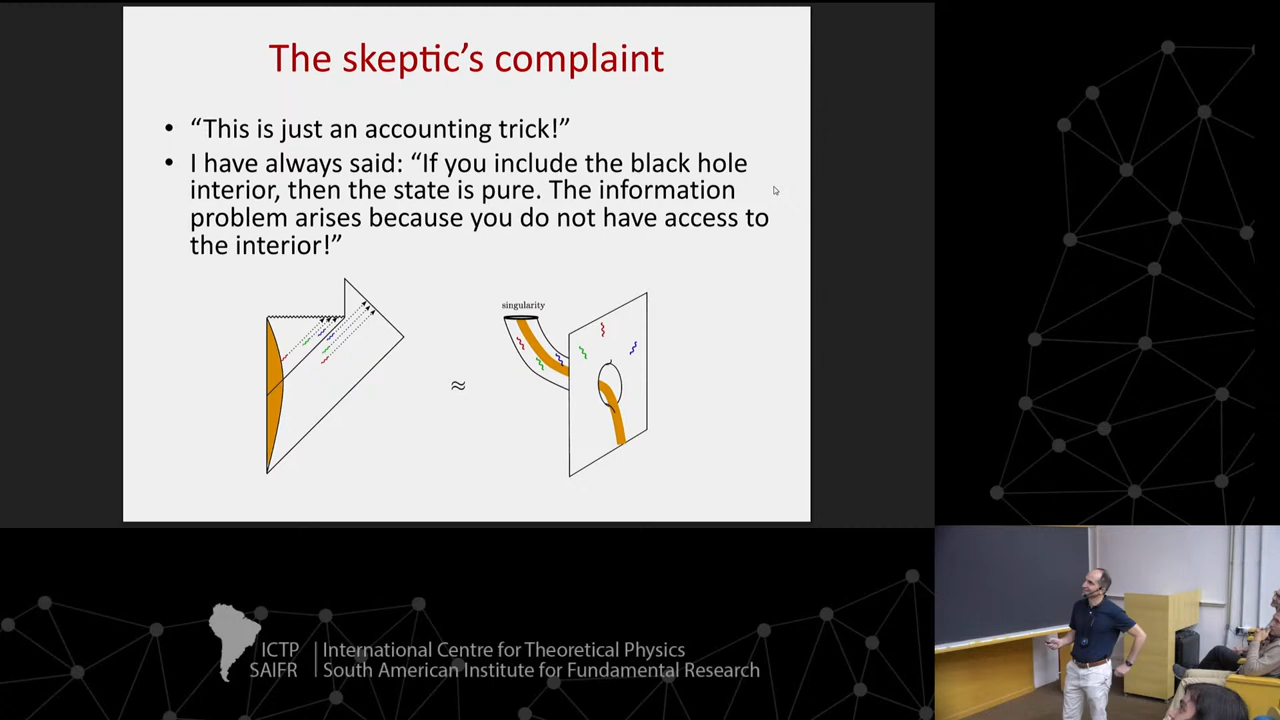 The skeptic's complaint
• “This is just an accounting trick!”
• I have always said: “If you include the black hole
interior, then the state is pure. The information
problem arises because you do not have access to
the interior!”
singularity
≈
ICTP
SAIFR
International Centre for Theoretical Physics
South American Institute for Fundamental Research